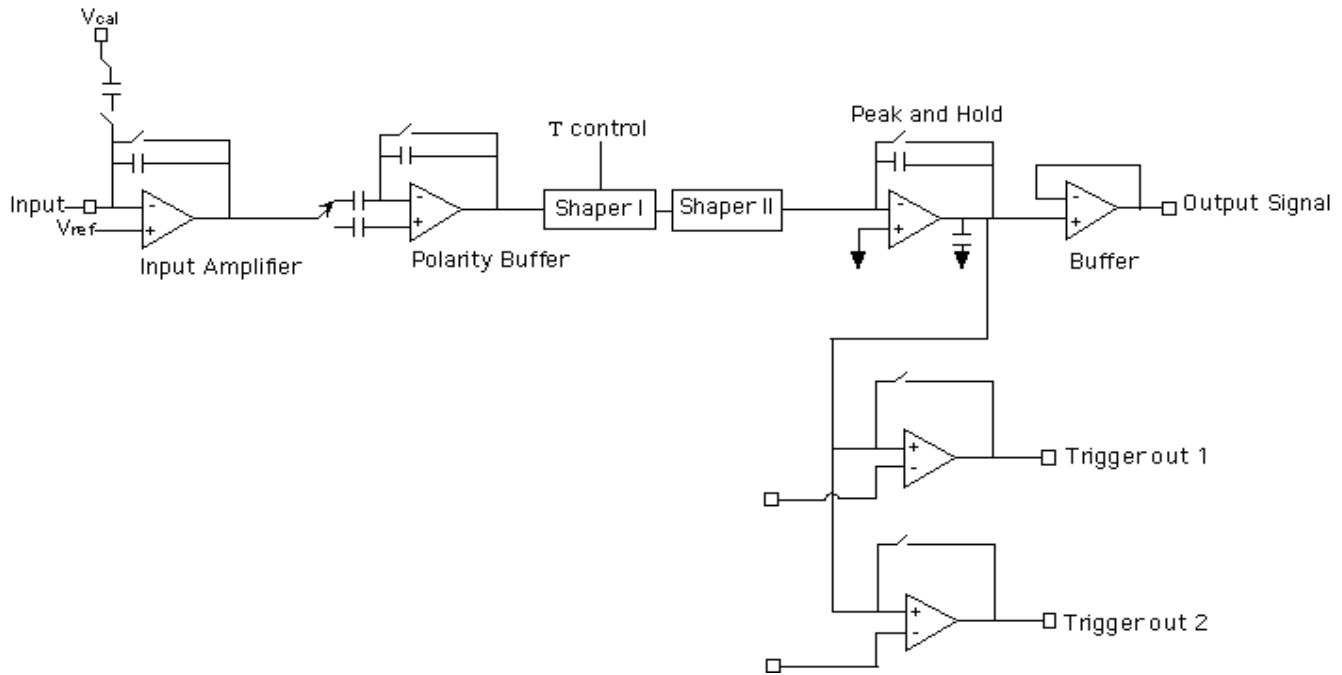 Vcal
Peak and Hold
T control
Input
Vref
Shaper I
Shaper II
Output Signal
Input Amplifier
Polarity Buffer
Buffer
-
+
-
+
-
+
-
+
+
-
Trigger out 1
+
-
Trigger out 2